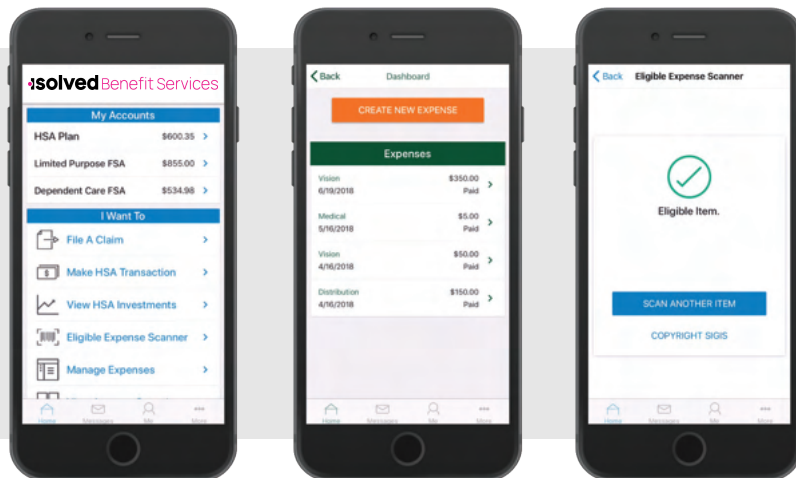 isolved Benefit Services
My Accounts
HSA Plan $600.35
Limited Purpose FSA $855.00
Dependent Care FSA $534.98
I Want To
File A Claim
Make HSA Transaction
View HSA Investments
Eligible Expense Scanner
Manage Expenses
Home Messages Me More
Back Dashboard
CREATE NEW EXPENSE
Expenses
Vision $350.00
6/19/2018 Paid
Medical $5.00
5/16/2018 Paid
Vision $50.00
4/16/2018 Paid
Distribution $150.00
4/16/2018 Paid
Home Messages Me More
Back Eligible Expense Scanner
Eligible Item.
SCAN ANOTHER ITEM
COPYRIGHT SIGIS
Home Messages Me More